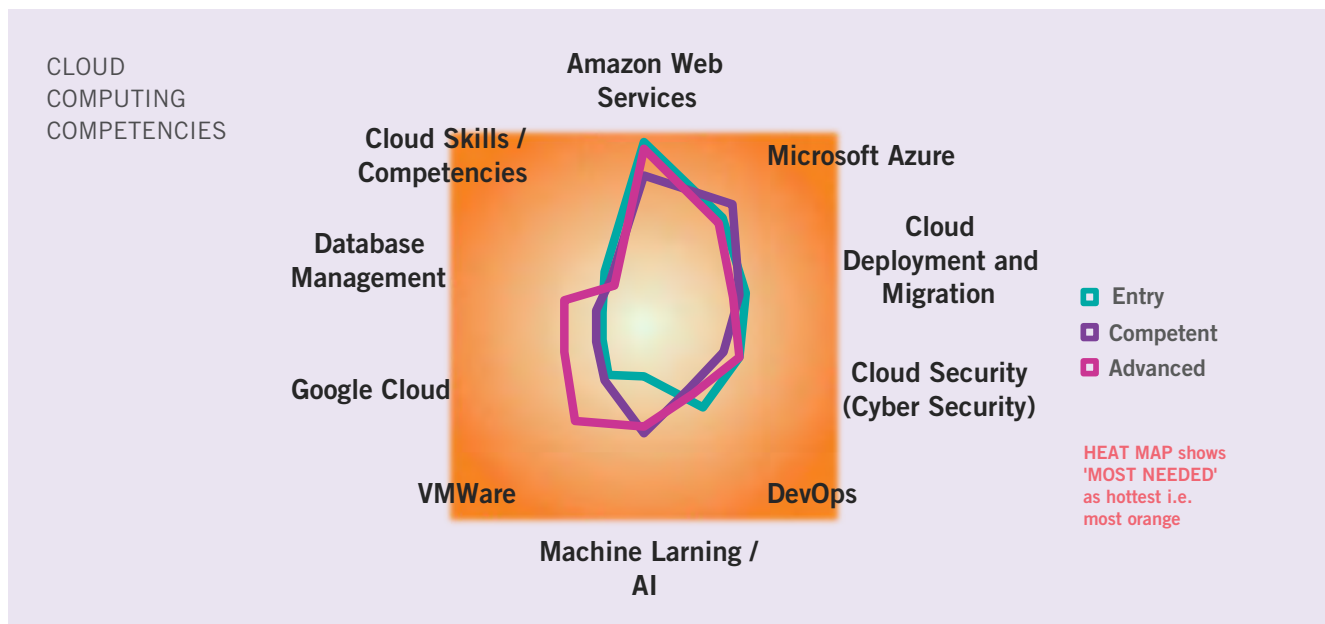 CLOUD
COMPUTING
COMPETENCIES
Amazon Web
Services
Cloud Skills /
Competencies
Microsoft Azure
Database
Management
Cloud
Deployment and
Migration
Entry
Competent
Advanced
Google Cloud
Cloud Security
(Cyber Security)
VMWare
DevOps
HEAT MAP shows
'MOST NEEDED'
as hottest i.e.
most orange
Machine Larning /
AI